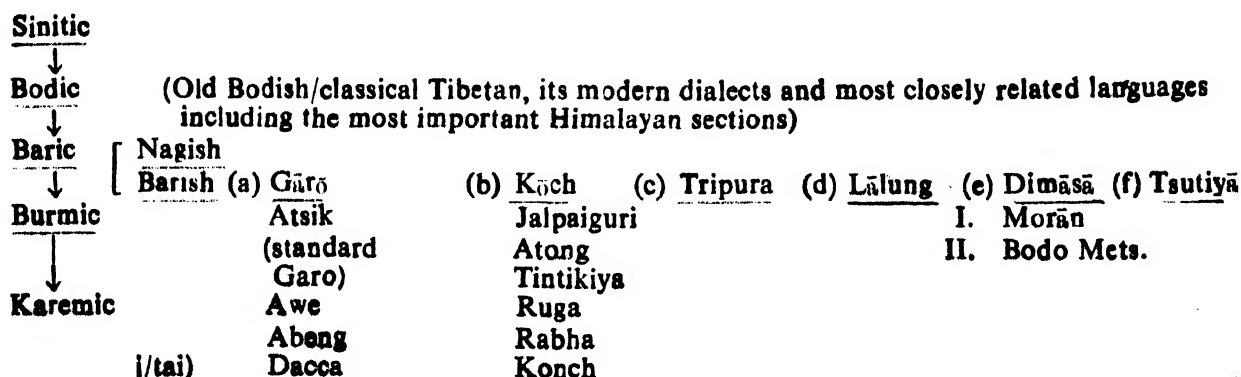 Sinitic
↓
Bodic (Old Bodish/classical Tibetan, its modern dialects and most closely related languages
↓ including the most important Himalayan sections)
Baric [ Nagish
↓ [ Barish (a) Gārō (b) Kōch (c) Tripura (d) Lālung (e) Dimāsā (f) Tsutiyā
Burmic Atsik Jalpaiguri I. Morān
(standard Atong II. Bodo Mets.
↓ Garo) Tintikiya
Karemic Awe Ruga
Abeng Rabha
i/tai) Dacca Konch